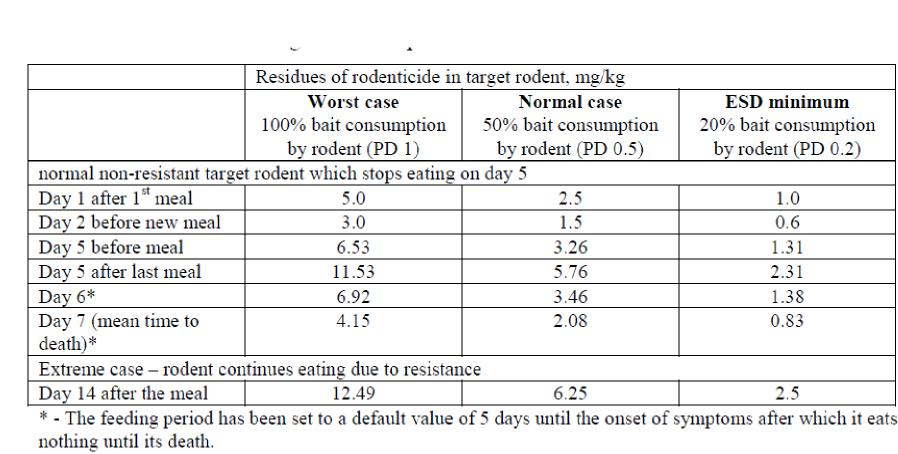 Residues of rodenticide in target rodent, mg/kg
Worst case
100% bait consumption
by rodent (PD 1)
Normal case
50% bait consumption
by rodent (PD 0.5)
ESD minimum
20% bait consumption
by rodent (PD 0.2)
normal non-resistant target rodent which stops eating on day 5
Day 1 after 1st meal 5.0 2.5 1.0
Day 2 before new meal 3.0 1.5 0.6
Day 5 before meal 6.53 3.26 1.31
Day 5 after last meal 11.53 5.76 2.31
Day 6* 6.92 3.46 1.38
Day 7 (mean time to 4.15 2.08 0.83
death)*
Extreme case – rodent continues eating due to resistance
Day 14 after the meal 12.49 6.25 2.5
* - The feeding period has been set to a default value of 5 days until the onset of symptoms after which it eats
nothing until its death.